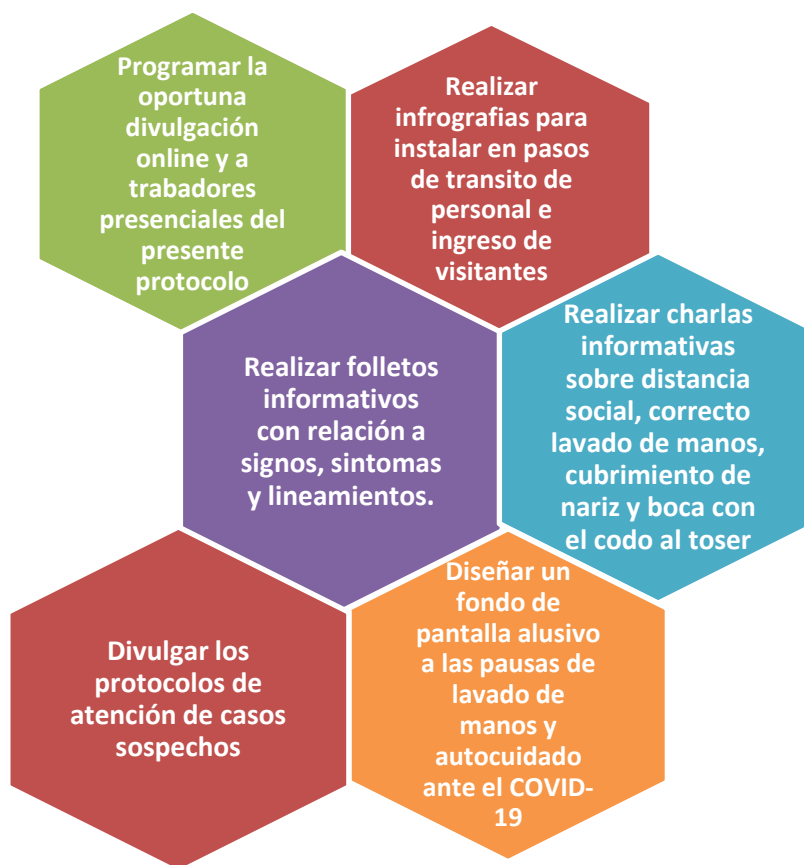 Programar la
oportuna
divulgación
online y a
trabadores
presenciales del
presente
protocolo
Realizar
infrografias para
instalar en pasos
de transito de
personal e
ingreso de
visitantes
Realizar folletos
informativos
con relación a
signos, sintomas
y lineamientos.
Realizar charlas
informativas
sobre distancia
social, correcto
lavado de manos,
cubrimiento de
nariz y boca con
el codo al toser
Divulgar los
protocolos de
atención de casos
sospechos
Diseñar un
fondo de
pantalla alusivo
a las pausas de
lavado de
manos y
autocuidado
ante el COVID-
19